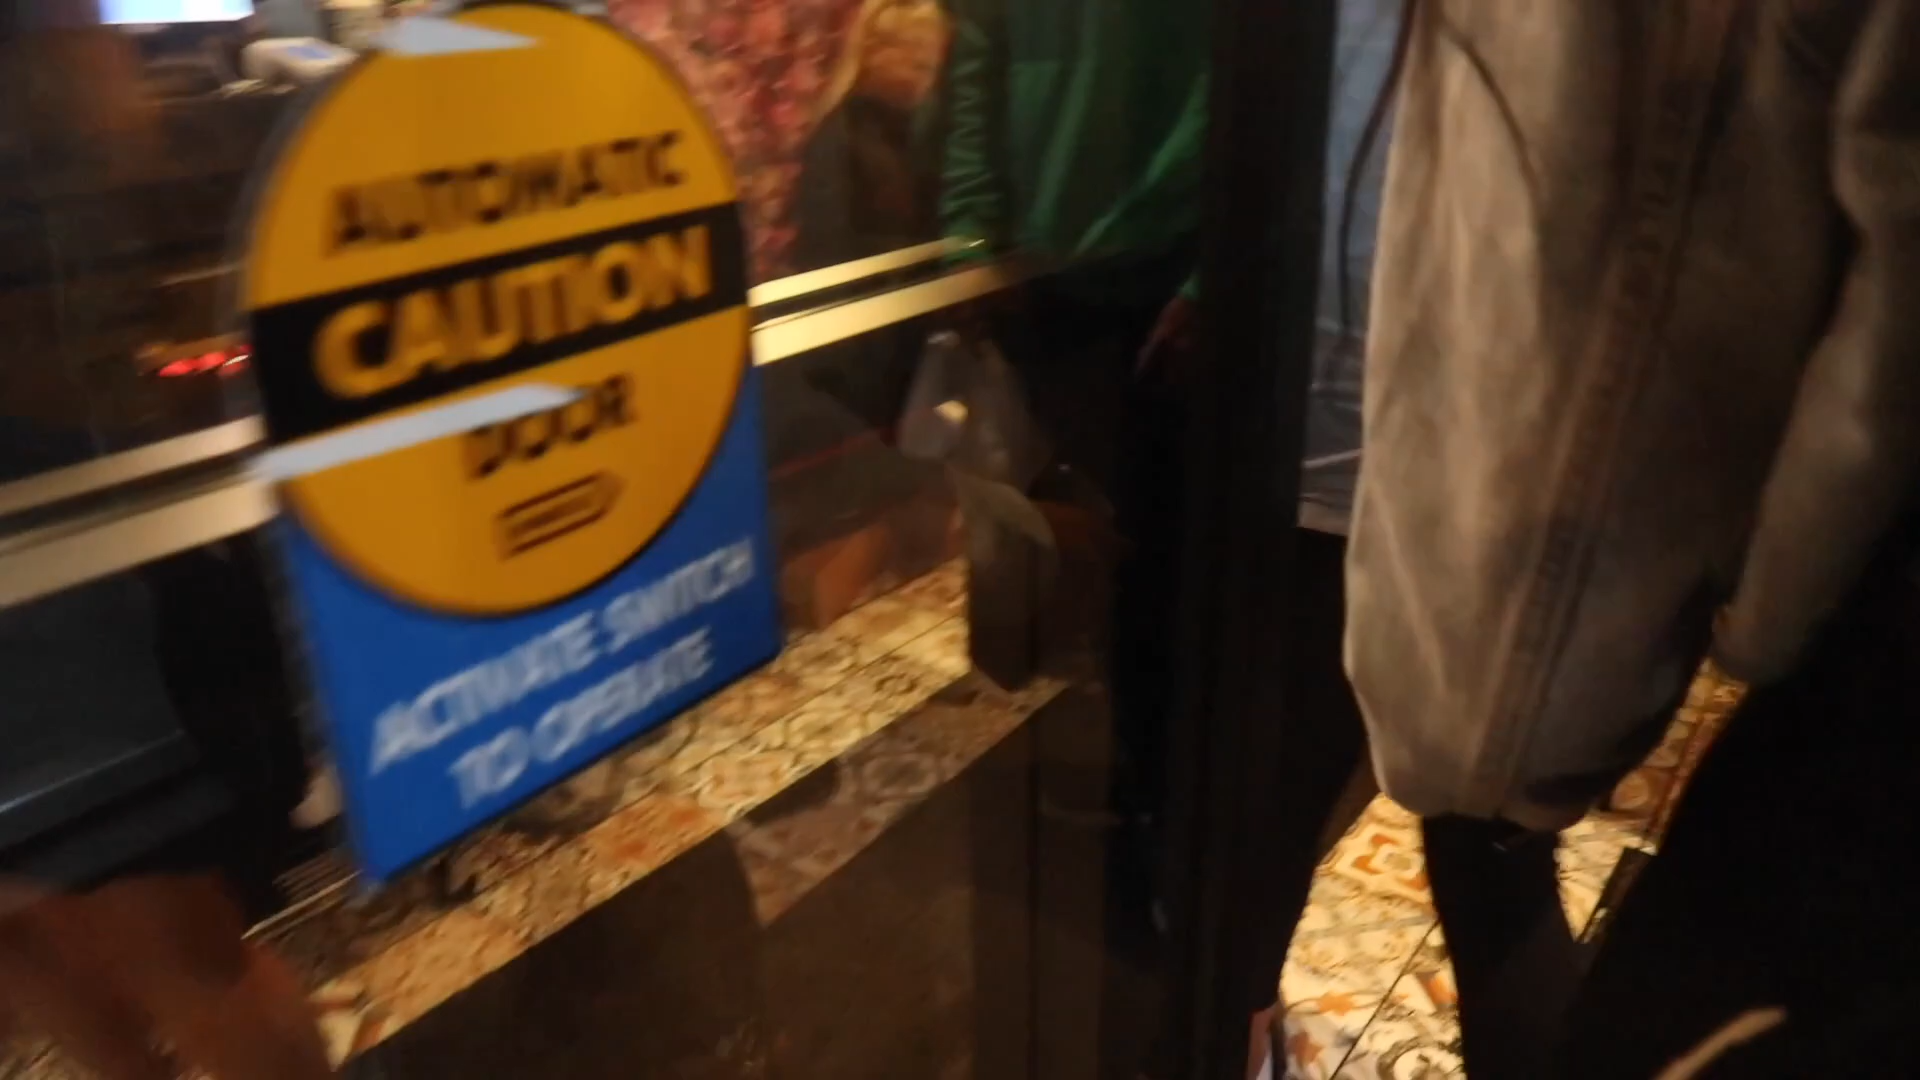 AUTOMATIC
CAUTION
DOOR
ACTIVATE SWITCH
TO OPERATE